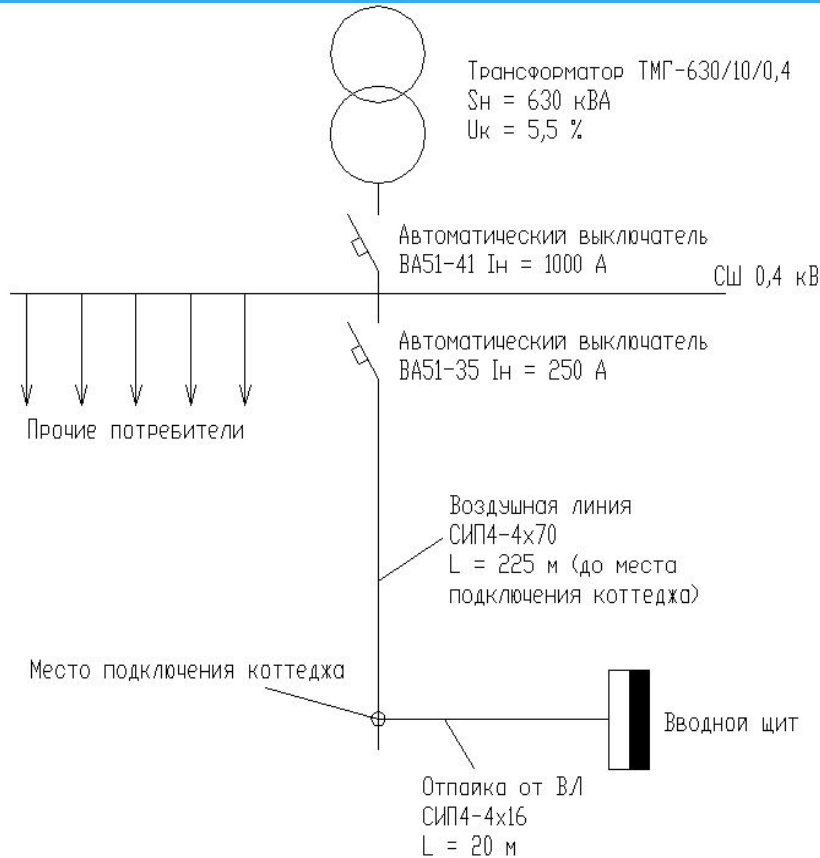 Трансформатор ТМГ-630/10/0,4
Sн = 630 кВА
Uк = 5,5 %
Автоматический выключатель
ВА51-41 Iн = 1000 А
СШ 0,4 кВ
Автоматический выключатель
ВА51-35 Iн = 250 А
Прочие потребители
Воздушная линия
СИП4-4х70
L = 225 м (до места
подключения коттеджа)
Место подключения коттеджа
Вводной щит
Отпайка от ВЛ
СИП4-4х16
L = 20 м